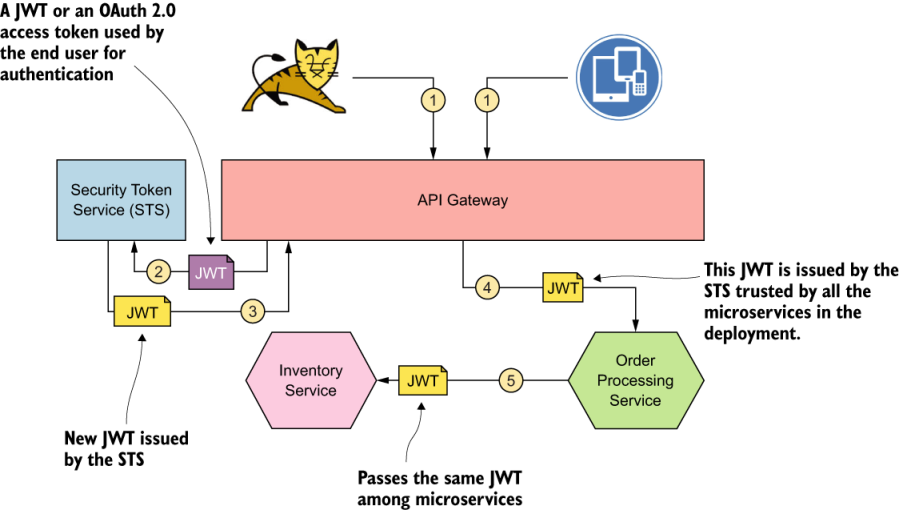 A JWT or an OAuth 2.0
access token used by
the end user for
authentication
1
1
Security Token
Service (STS)
API Gateway
2
JWT
JWT
3
4
JWT
This JWT is issued by the
STS trusted by all the
microservices in the
deployment.
Inventory
Service
JWT
5
Order
Processing
Service
New JWT issued
by the STS
Passes the same JWT
among microservices